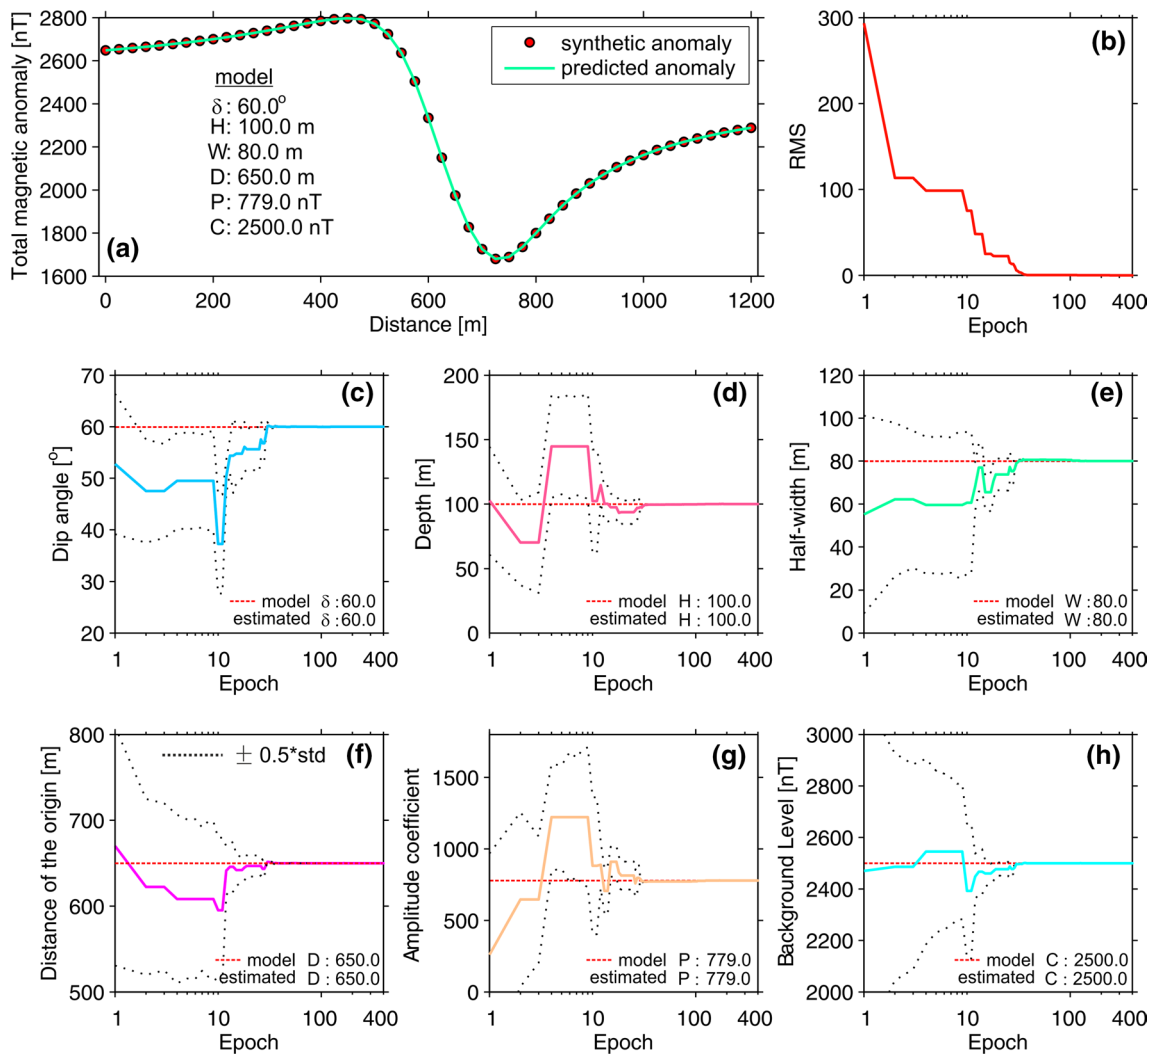 Total magnetic anomaly [nT]
2800
2600
2400
2200
2000
1800
1600
synthetic anomaly
predicted anomaly
model
δ: 60.0°
H: 100.0 m
W: 80.0 m
D: 650.0 m
P: 779.0 nT
C: 2500.0 nT
(a)
0 200 400 600 800 1000 1200
Distance [m]
RMS
300
200
100
0
(b)
1 10 100 400
Epoch
Dip angle [°]
70
60
50
40
30
20
(c)
model δ :60.0
estimated δ :60.0
1 10 100 400
Epoch
Depth [m]
200
150
100
50
0
(d)
model H : 100.0
estimated H : 100.0
1 10 100 400
Epoch
Half-width [m]
120
100
80
60
40
20
0
(e)
model W : 80.0
estimated W : 80.0
1 10 100 400
Epoch
Distance of the origin [m]
800
700
600
500
± 0.5*std
(f)
model D : 650.0
estimated D : 650.0
1 10 100 400
Epoch
Amplitude coefficient
1500
1000
500
0
(g)
model P : 779.0
estimated P : 779.0
1 10 100 400
Epoch
Background Level [nT]
3000
2800
2600
2400
2200
2000
(h)
model C : 2500.0
estimated C : 2500.0
1 10 100 400
Epoch